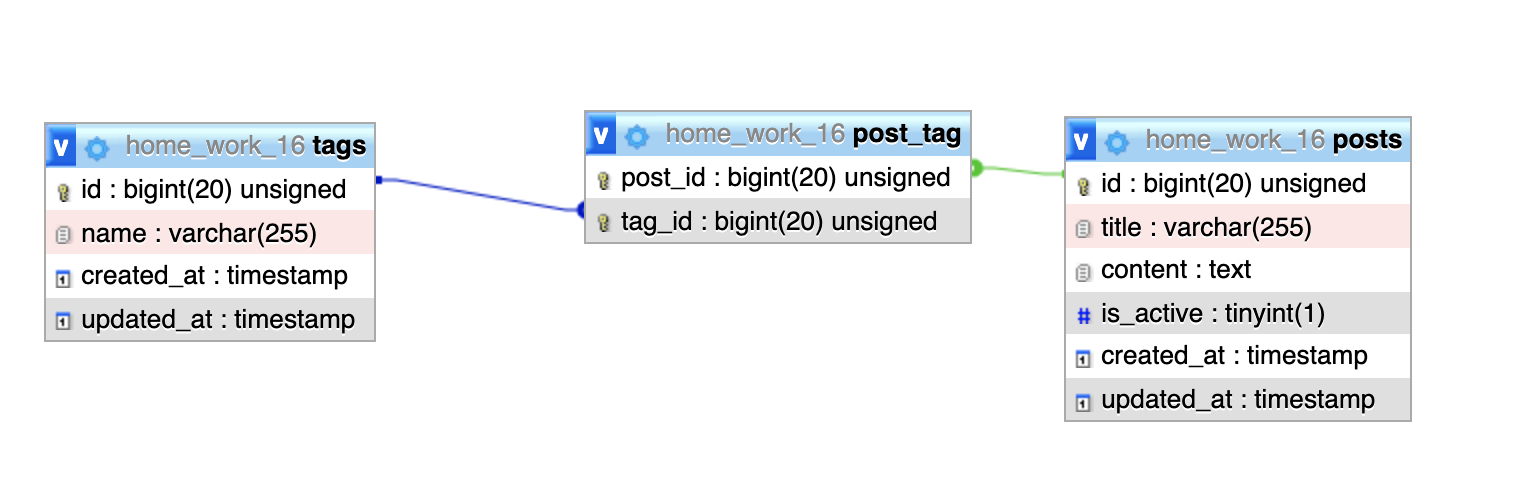 v home_work_16 tags
id : bigint(20) unsigned
name : varchar(255)
created_at : timestamp
updated_at : timestamp
v home_work_16 post_tag
post_id : bigint(20) unsigned
tag_id : bigint(20) unsigned
v home_work_16 posts
id : bigint(20) unsigned
title : varchar(255)
content : text
# is_active : tinyint(1)
created_at : timestamp
updated_at : timestamp